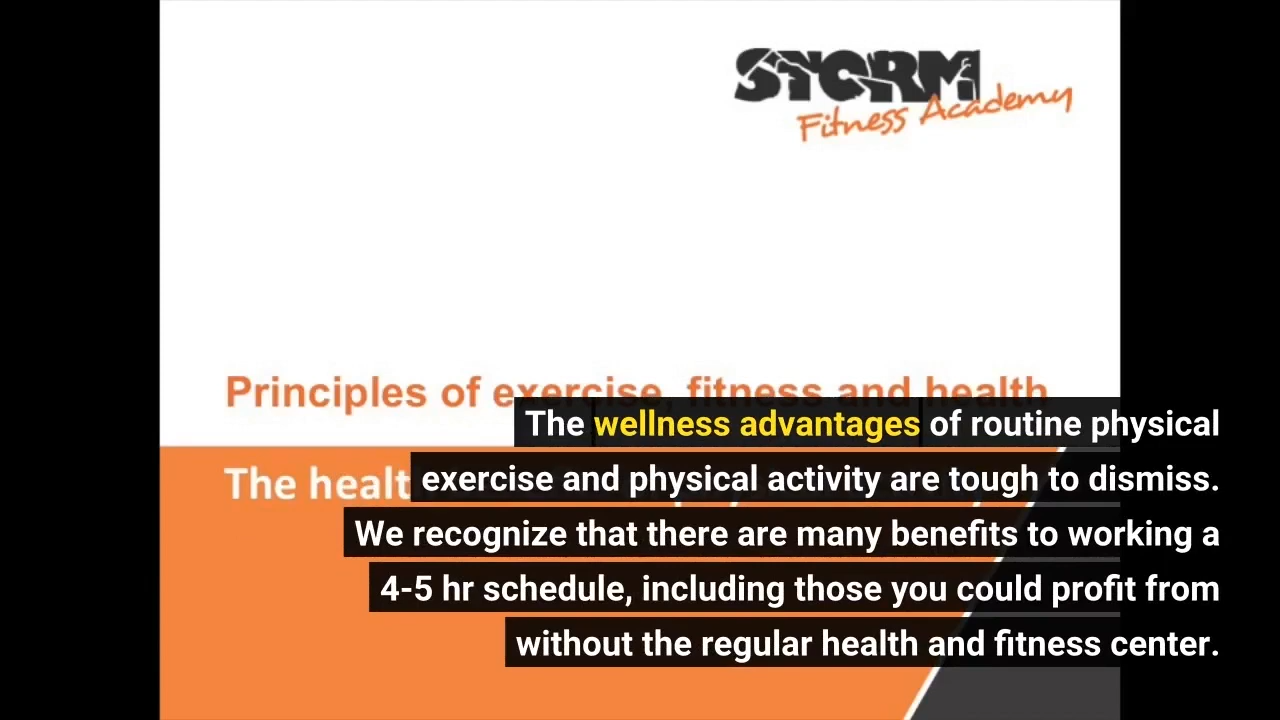 STORM
Fitness Academy
Principles of exercise, fitness and health
The healt
The wellness advantages of routine physical
exercise and physical activity are tough to dismiss.
We recognize that there are many benefits to working a
4-5 hr schedule, including those you could profit from
without the regular health and fitness center.